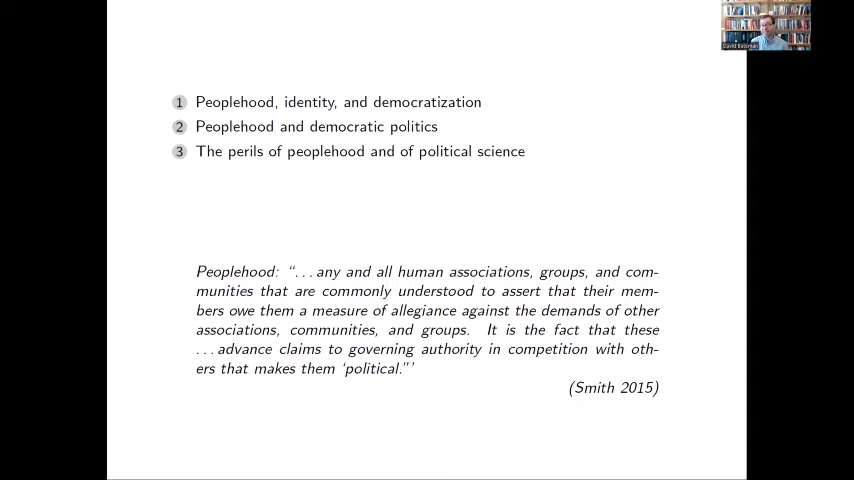 David Bateman
1 Peoplehood, identity, and democratization
2 Peoplehood and democratic politics
3 The perils of peoplehood and of political science
Peoplehood: “. . . any and all human associations, groups, and com-
munities that are commonly understood to assert that their mem-
bers owe them a measure of allegiance against the demands of other
associations, communities, and groups. It is the fact that these
. . . advance claims to governing authority in competition with oth-
ers that makes them ‘political.”’
(Smith 2015)